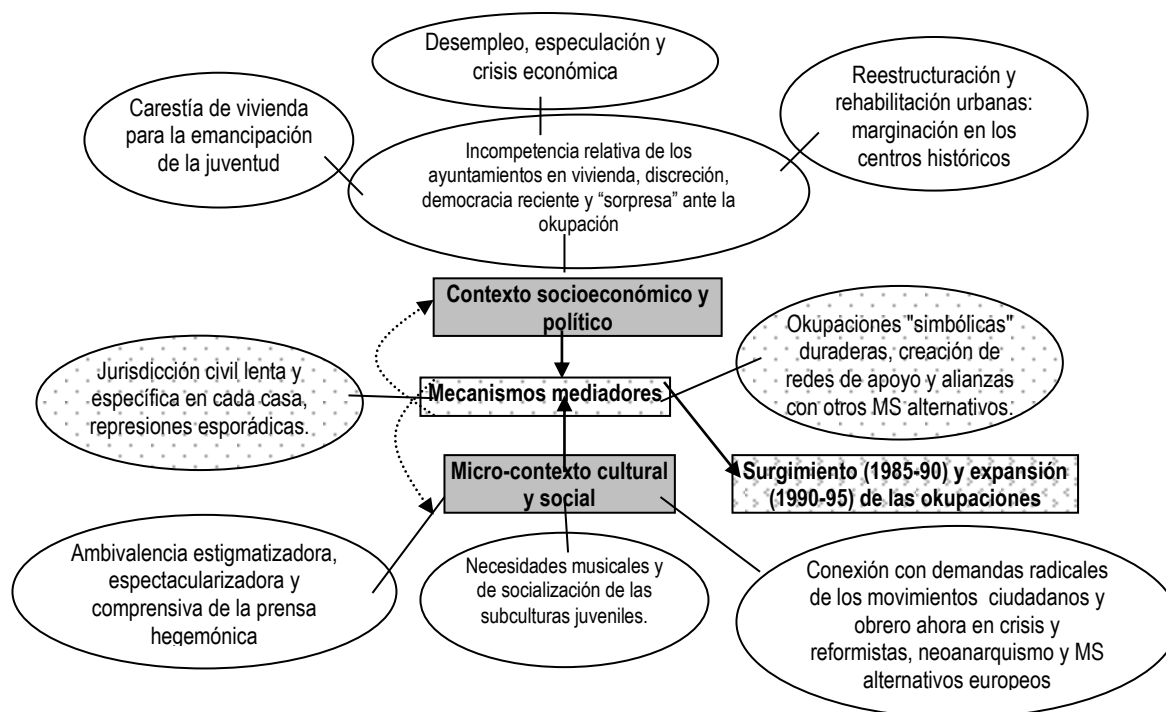 Desempleo, especulación y
crisis económica
Carestía de vivienda
para la emancipación
de la juventud
Reestructuración y
rehabilitación urbanas:
marginación en los
centros históricos
Incompetencia relativa de los
ayuntamientos en vivienda, discreción,
democracia reciente y “sorpresa” ante la
okupación
Contexto socioeconómico y
político
Jurisdicción civil lenta y
específica en cada casa,
represiones esporádicas.
Mecanismos mediadores
Okupaciones "simbólicas"
duraderas, creación de
redes de apoyo y alianzas
con otros MS alternativos.
Micro-contexto cultural
y social
Surgimiento (1985-90) y expansión
(1990-95) de las okupaciones
Ambivalencia estigmatizadora,
espectacularizadora y
comprensiva de la prensa
hegemónica
Necesidades musicales y
de socialización de las
subculturas juveniles.
Conexión con demandas radicales
de los movimientos ciudadanos y
obrero ahora en crisis y
reformistas, neoanarquismo y MS
alternativos europeos